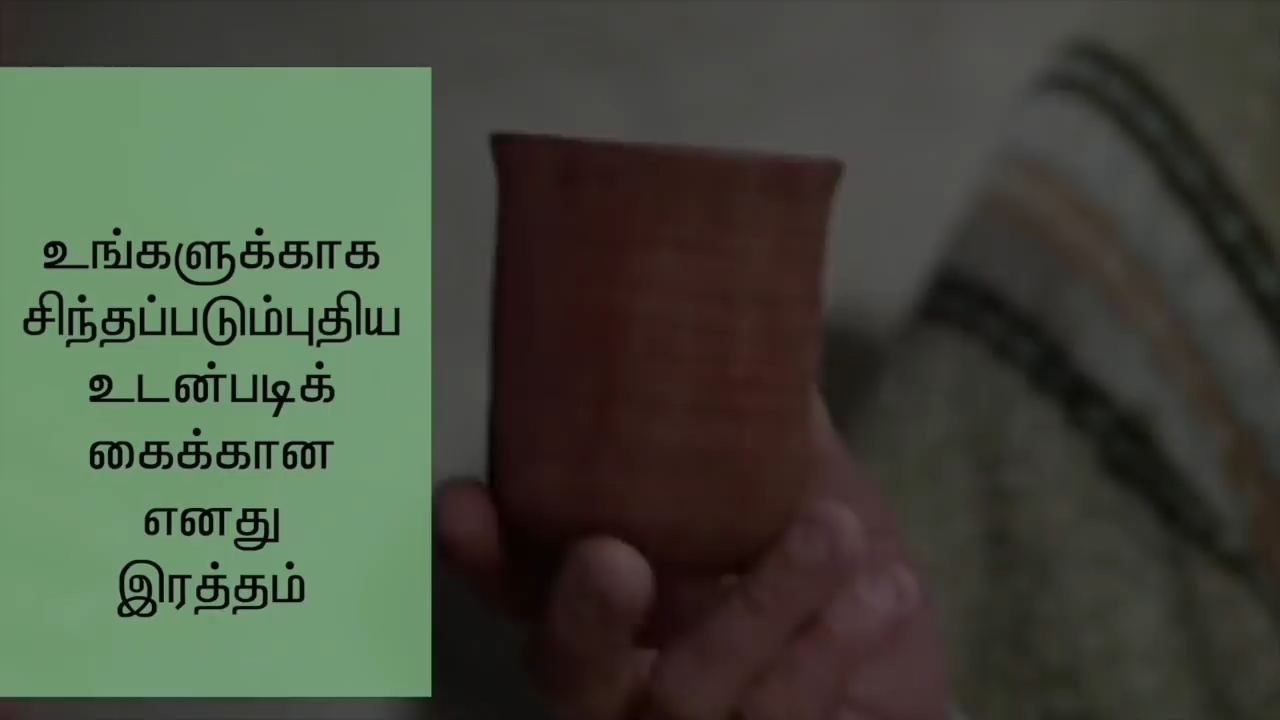 உங்களுக்காக
சிந்தப்படும்புதிய
உடன்படிக்
கைக்கான
எனது
இரத்தம்